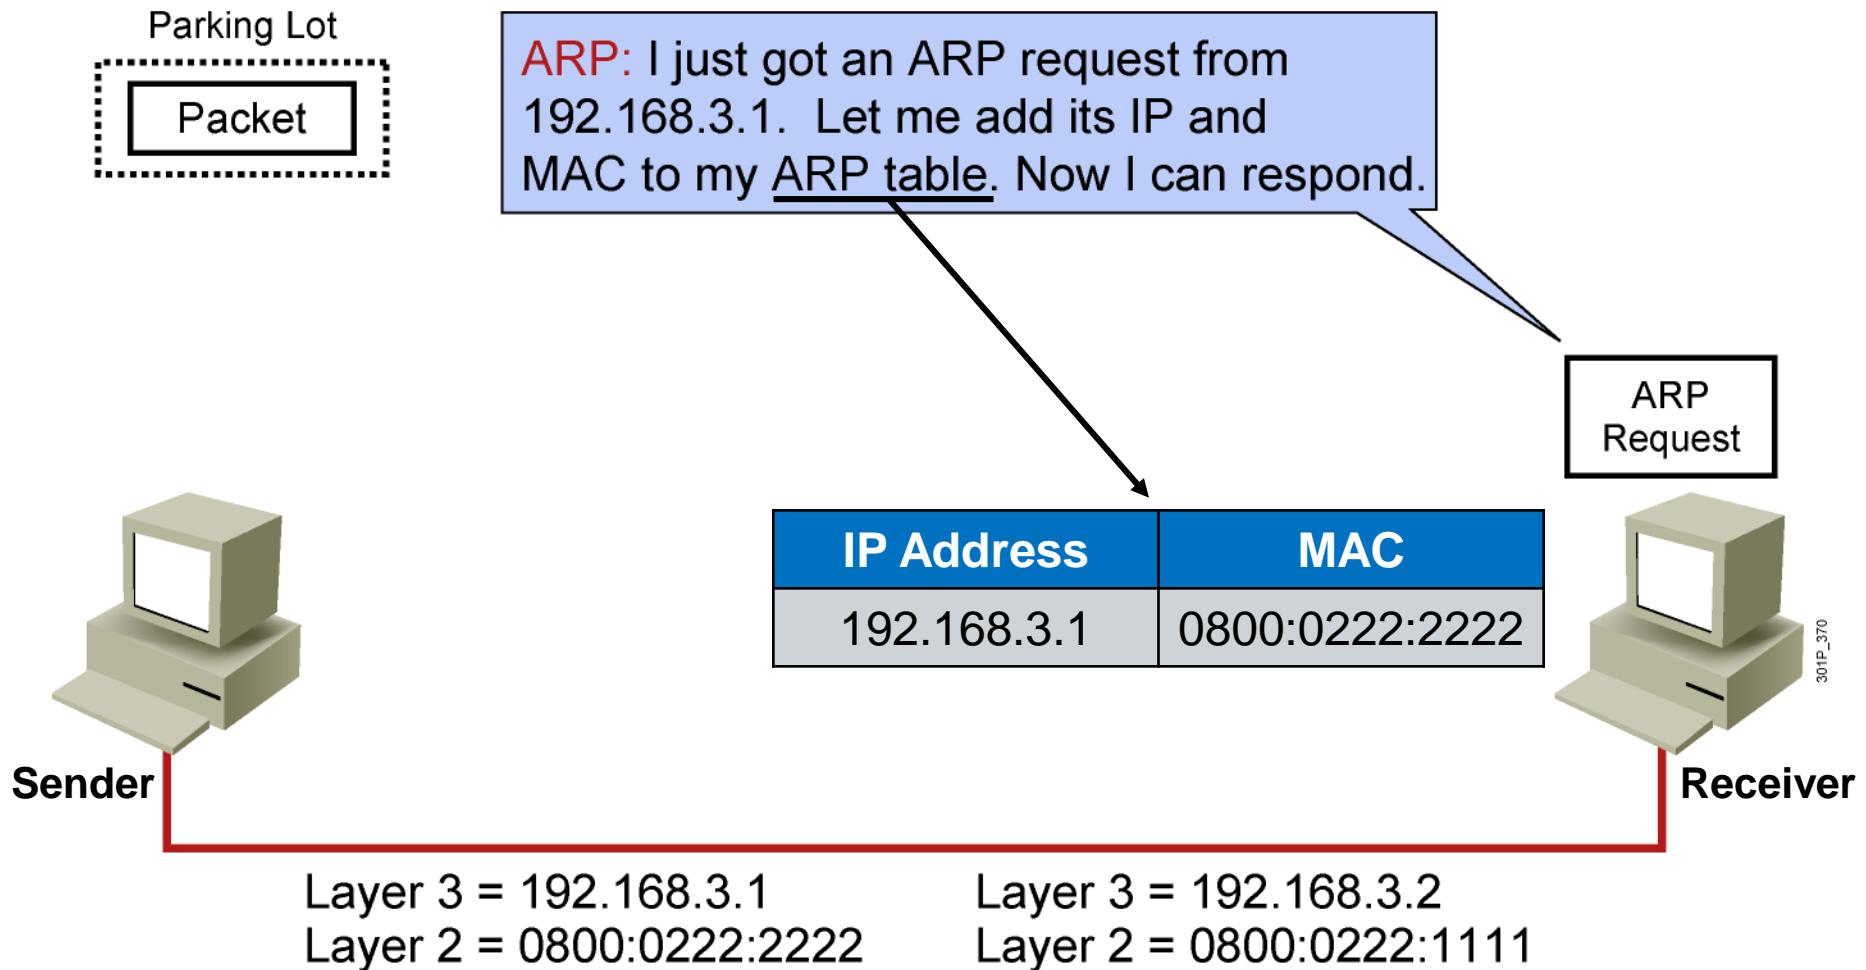 Parking Lot
Packet
ARP: I just got an ARP request from
192.168.3.1.  Let me add its IP and
MAC to my ARP table. Now I can respond.
ARP
Request
IP Address
MAC
192.168.3.1
0800:0222:2222
301P_370
Sender
Receiver
Layer 3 = 192.168.3.1
Layer 2 = 0800:0222:2222
Layer 3 = 192.168.3.2
Layer 2 = 0800:0222:1111